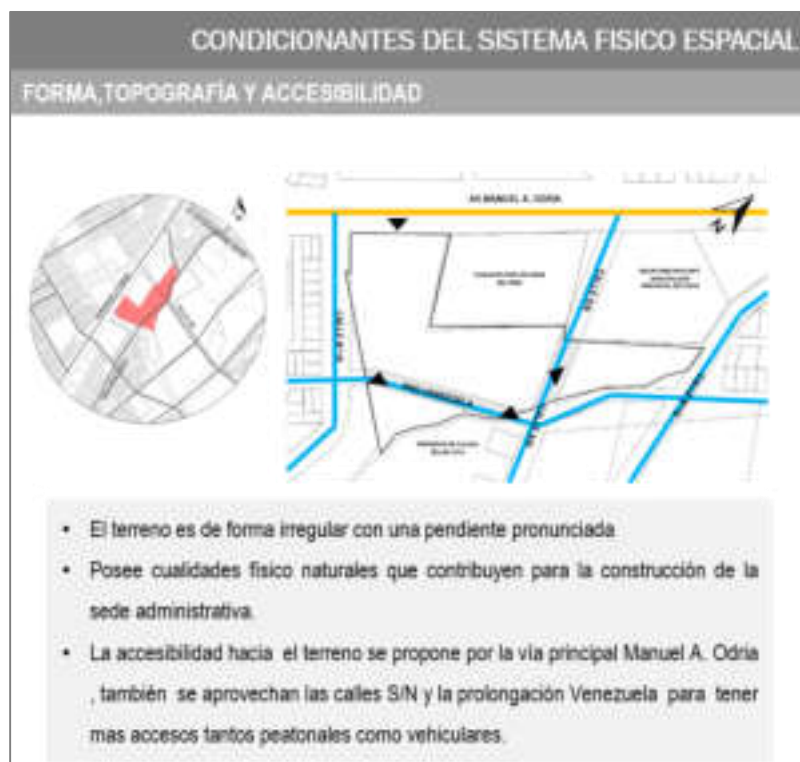 CONDICIONANTES DEL SISTEMA FISICO ESPACIAL
FORMA,TOPOGRAFÍA Y ACCESIBILIDAD
AV. MANUEL A. ODRIA
• El terreno es de forma irregular con una pendiente pronunciada
• Posee cualidades físico naturales que contribuyen para la construcción de la
sede administrativa.
• La accesibilidad hacia el terreno se propone por la vía principal Manuel A. Odria
, también se aprovechan las calles S/N y la prolongación Venezuela para tener
mas accesos tantos peatonales como vehiculares.